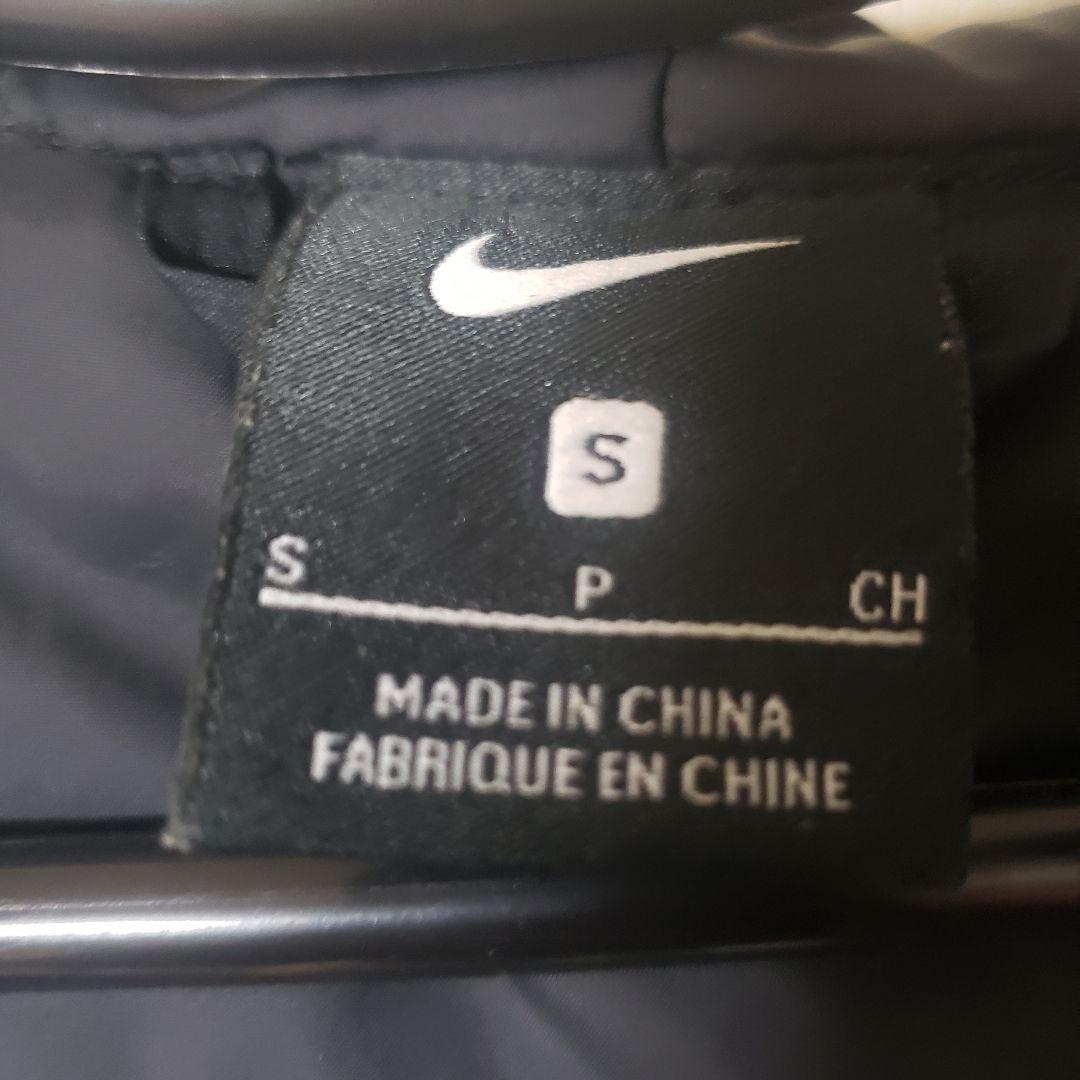 S
S P CH
MADE IN CHINA
FABRIQUE EN CHINE